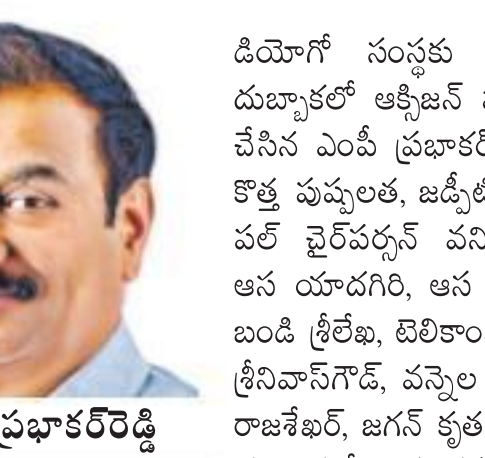 డియోగో సంస్థకు
దుబ్బాకలో ఆక్సిజన్
చేసిన ఎంపీ ప్రభాకర్
కొత్త పుష్పలత, జడ్పీటీ
పల్ చైర్‌పర్సన్ వని
ఆస యాదగిరి, ఆస
బండి శ్రీలేఖ, టెలికాం
శ్రీనివాస్‌గౌడ్, వన్నెల
రాజశేఖర్, జగన్ కృత
ప్రభాకర్‌రెడ్డి